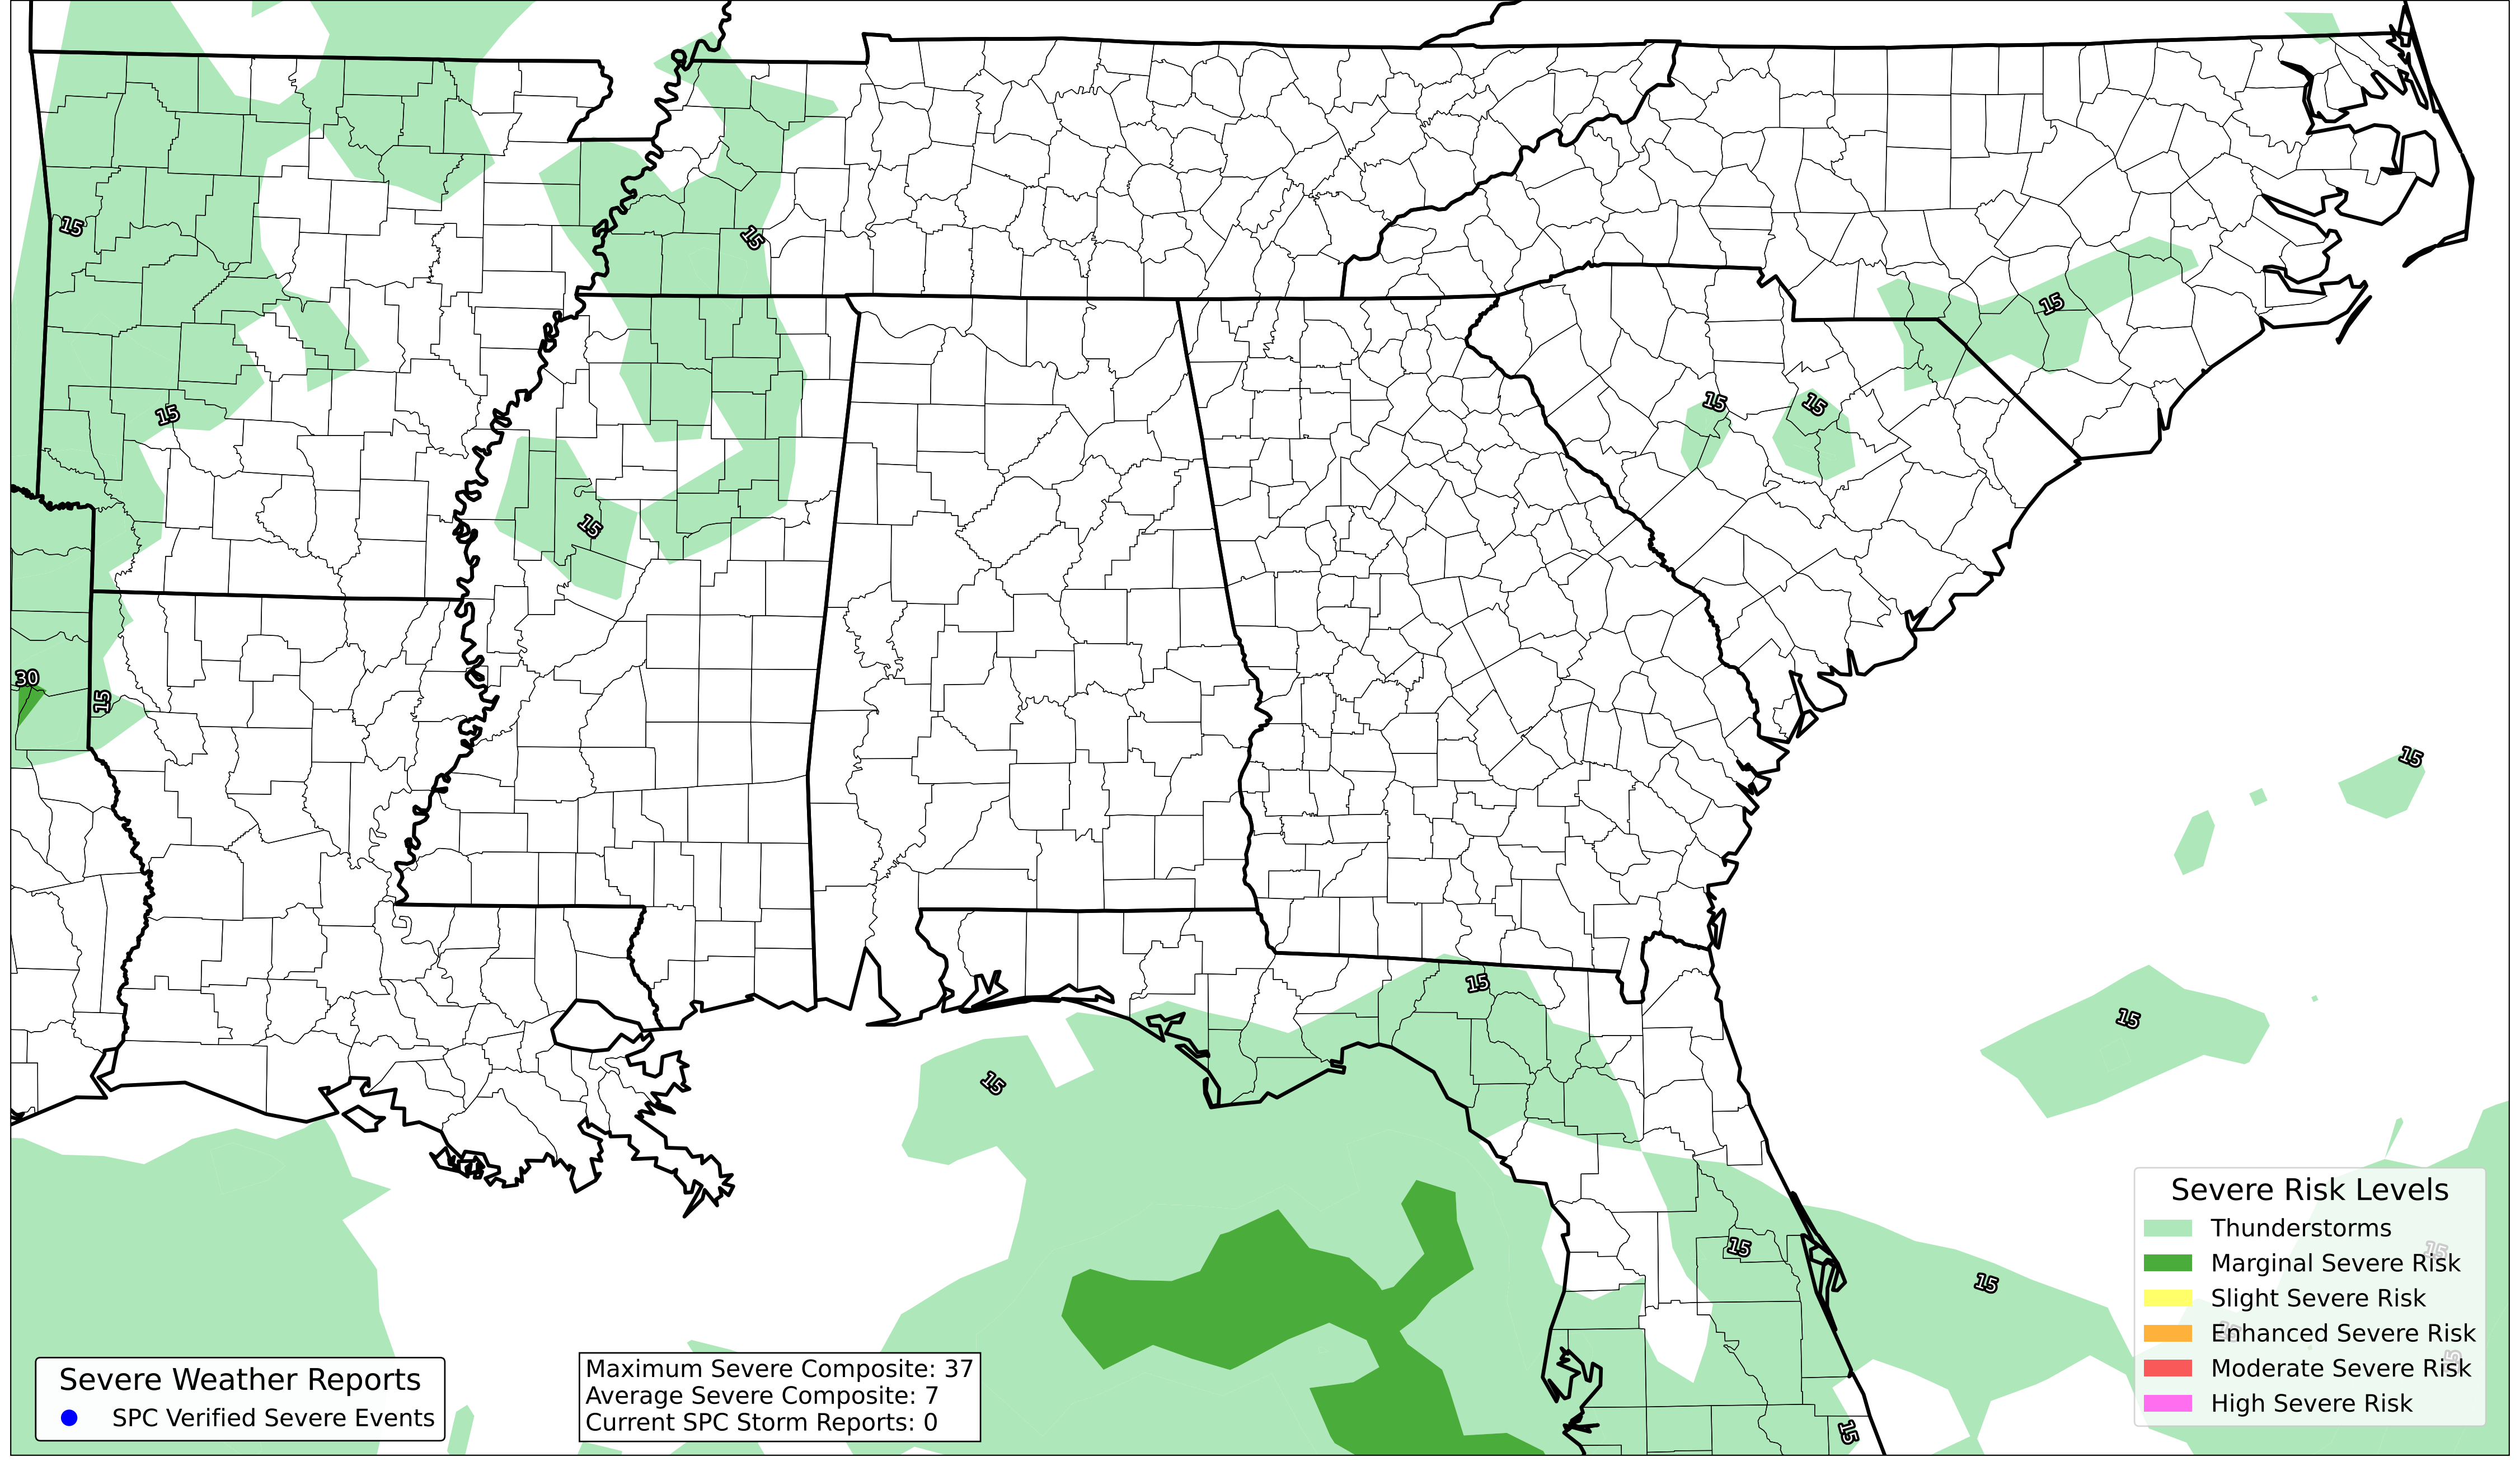 15
15
15
15
15
15
15
30
15
15
15
15
15
15
15
Severe Risk Levels
Thunderstorms
Marginal Severe Risk
Slight Severe Risk
Enhanced Severe Risk
Moderate Severe Risk
High Severe Risk
15
15
15
Severe Weather Reports
SPC Verified Severe Events
Maximum Severe Composite: 37
Average Severe Composite: 7
Current SPC Storm Reports: 0